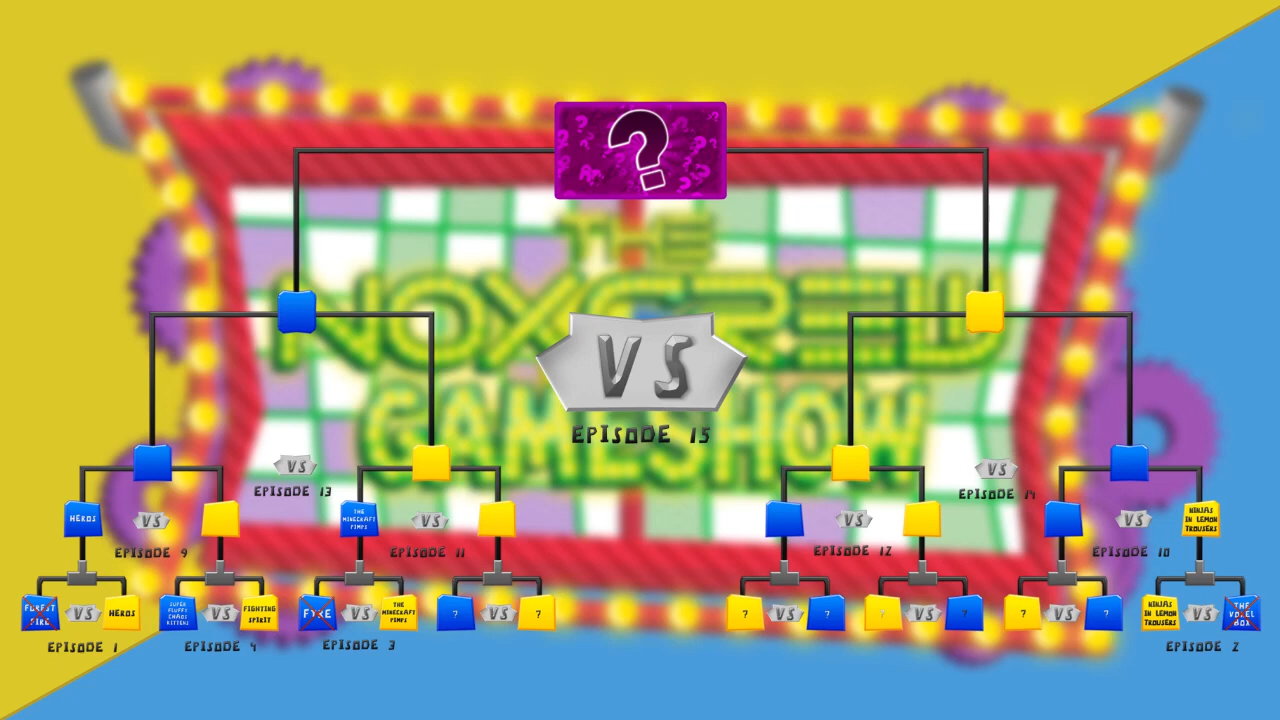 ?
THE
NOXCREW
GAMESHOW
VS
EPISODE 15
VS
EPISODE 13
VS
EPISODE 14
HEROS
VS
EPISODE 9
THE
MINECRAFT
PIMPS
VS
EPISODE 11
VS
EPISODE 12
VS
EPISODE 10
NINJAS
IN LEMON
TROUSERS
FOREST
FIRE
VS
HEROS
EPISODE 1
SUPER
FLUFFY
CHAOS
KITTENS
VS
FIGHTING
SPIRIT
EPISODE 4
FYRE
VS
THE
MINECRAFT
PIMPS
EPISODE 3
?
VS
?
?
VS
?
?
VS
?
?
VS
?
NINJAS
IN LEMON
TROUSERS
VS
THE
VOXEL
BOX
EPISODE 2